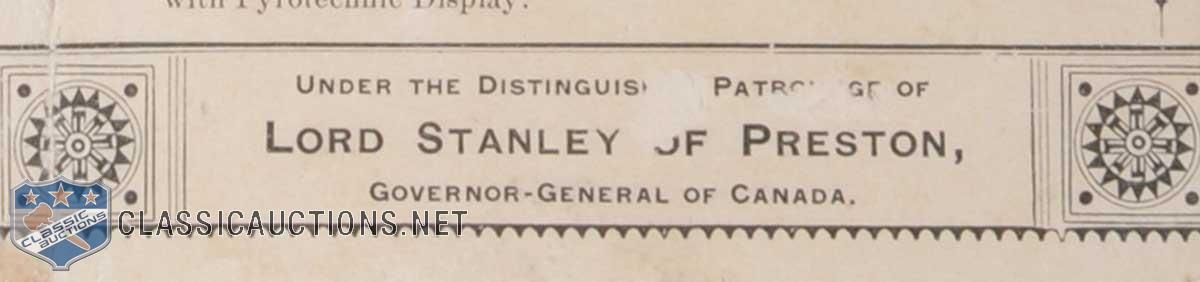 with Pyrotechnic Display.
UNDER THE DISTINGUIS PATR GE OF
LORD STANLEY OF PRESTON,
GOVERNOR-GENERAL OF CANADA.
CLASSIC AUCTIONS
CLASSICAUCTIONS.NET